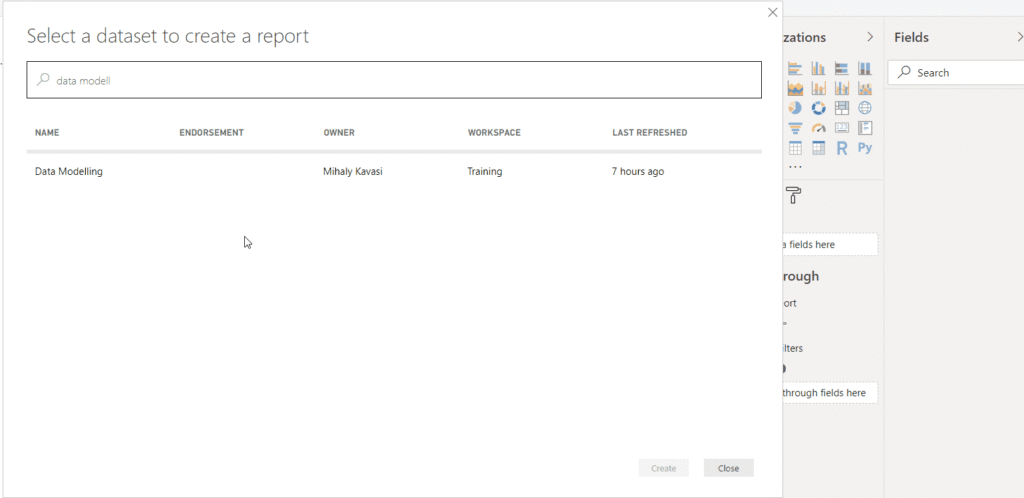 Select a dataset to create a report
data modell
NAME ENDORSEMENT OWNER WORKSPACE LAST REFRESHED
Data Modelling Mihaly Kavasi Training 7 hours ago
Create Close
zations
R Py
...
a fields here
rough
ort
ilters
through fields here
Fields
Search